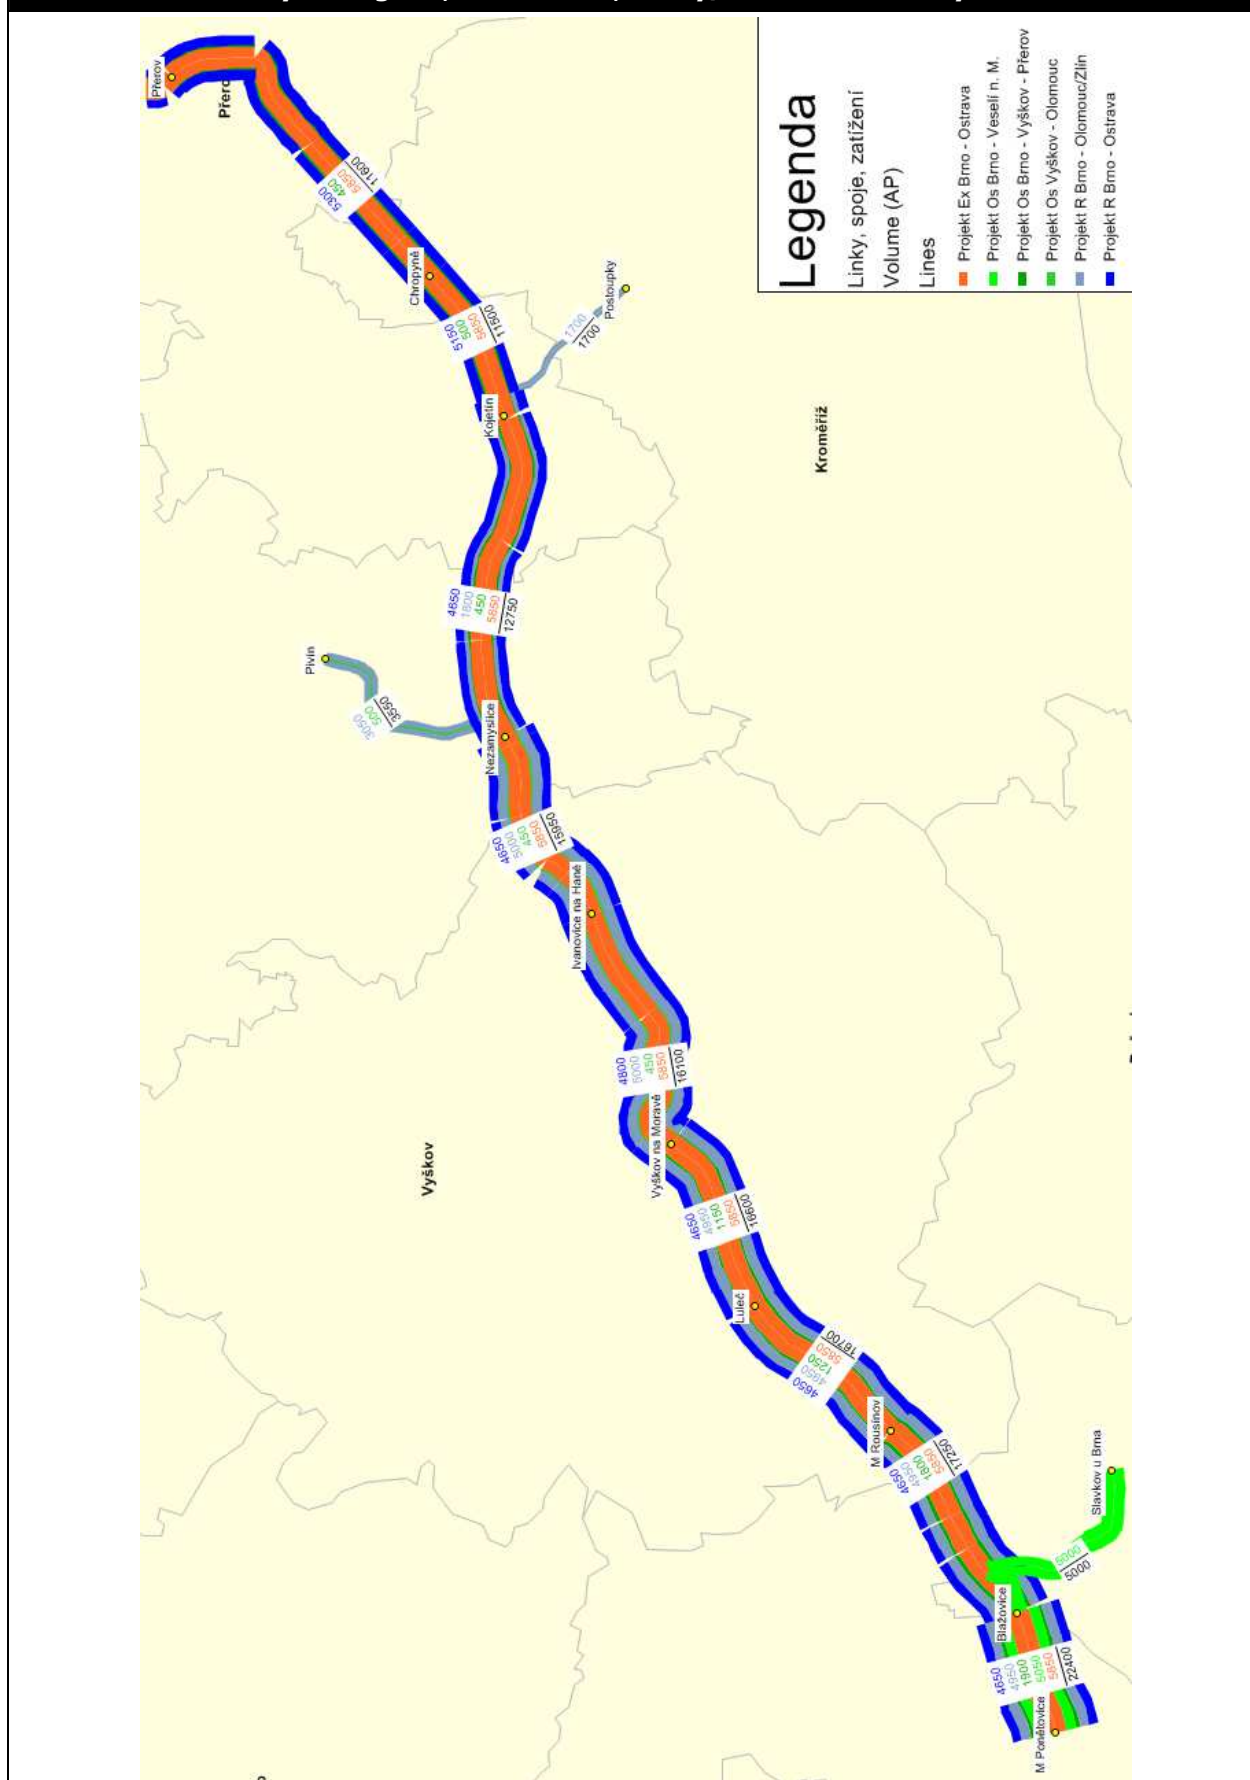 Legenda
Linky, spoje, zatížení
Volume (AP)
Lines
Projekt Ex Brno - Ostrava
Projekt Os Brno - Veselí n. M.
Projekt Os Brno - Vyškov - Přerov
Projekt Os Vyškov - Olomouc
Projekt R Brno - Olomouc/Zlín
Projekt R Brno - Ostrava
Přerov
5300
450
5850
11600
Chropyně
5150
500
5850
11500
Postoupky
1700
1700
Kojetín
Kroměříž
4650
1800
450
5850
12750
Pivín
3050
500
3550
Nezamyslice
4650
5000
450
5850
15950
Ivanovice na Hané
4800
5000
450
5850
16100
Vyškov na Moravě
Vyškov
4650
4950
1150
5850
16600
Luleč
4650
4950
1250
5850
16700
M Rousínov
4650
4950
1800
5850
17250
Slavkov u Brna
5000
5000
Blažovice
4650
4950
1900
5050
5850
22400
M Ponětovice